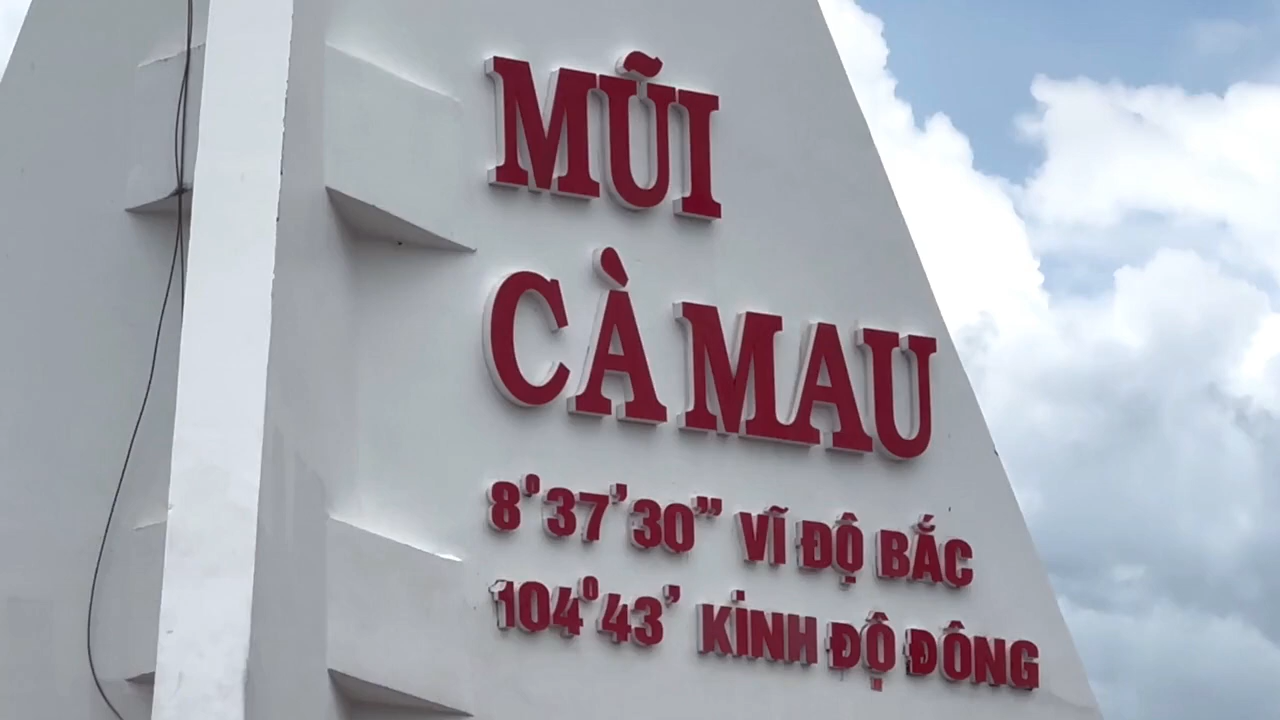 MŨI
CÀ MAU
8°37'30" VĨ ĐỘ BẮC
104°43' KINH ĐỘ ĐÔNG